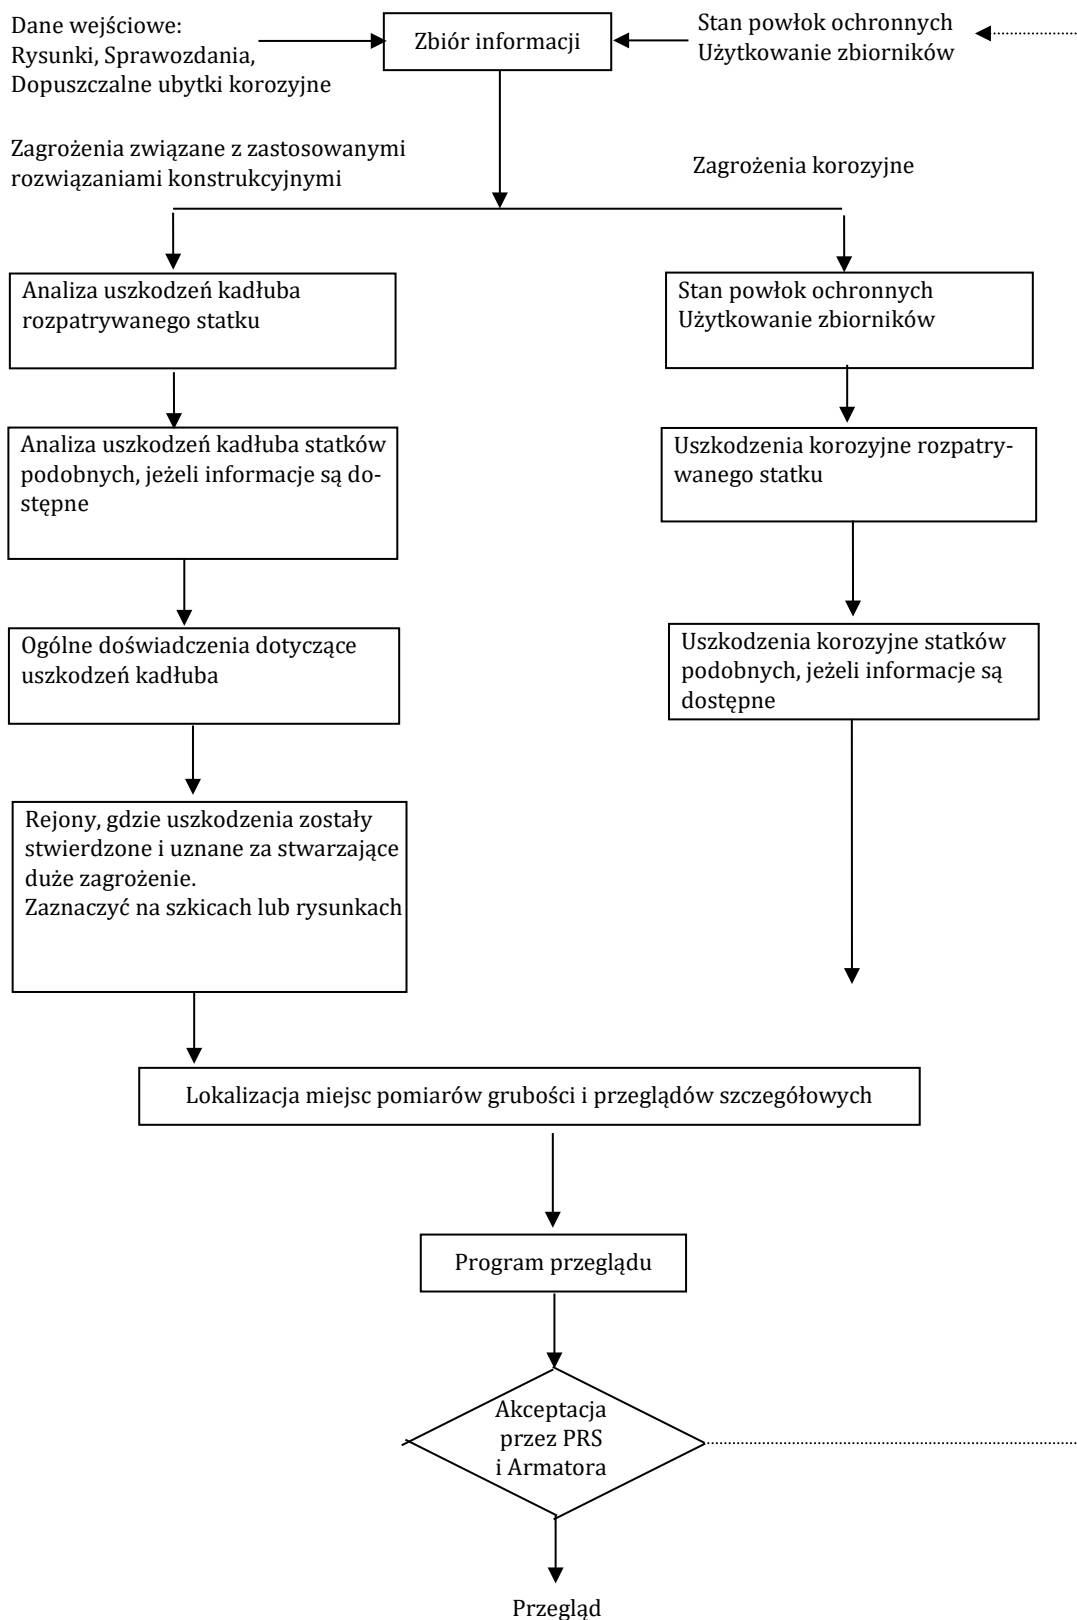 Dane wejściowe:
Rysunki, Sprawozdania,
Dopuszczalne ubytki korozyjne
Zbiór informacji
Stan powłok ochronnych
Użytkowanie zbiorników
Zagrożenia związane z zastosowanymi
rozwiązaniami konstrukcyjnymi
Zagrożenia korozyjne
Analiza uszkodzeń kadłuba
rozpatrywanego statku
Stan powłok ochronnych
Użytkowanie zbiorników
Analiza uszkodzeń kadłuba statków
podobnych, jeżeli informacje są do-
stępne
Uszkodzenia korozyjne rozpatry-
wanego statku
Ogólne doświadczenia dotyczące
uszkodzeń kadłuba
Uszkodzenia korozyjne statków
podobnych, jeżeli informacje są
dostępne
Rejony, gdzie uszkodzenia zostały
stwierdzone i uznane za stwarzające
duże zagrożenie.
Zaznaczyć na szkicach lub rysunkach
Lokalizacja miejsc pomiarów grubości i przeglądów szczegółowych
Program przeglądu
Akceptacja
przez PRS
i Armatora
Przegląd